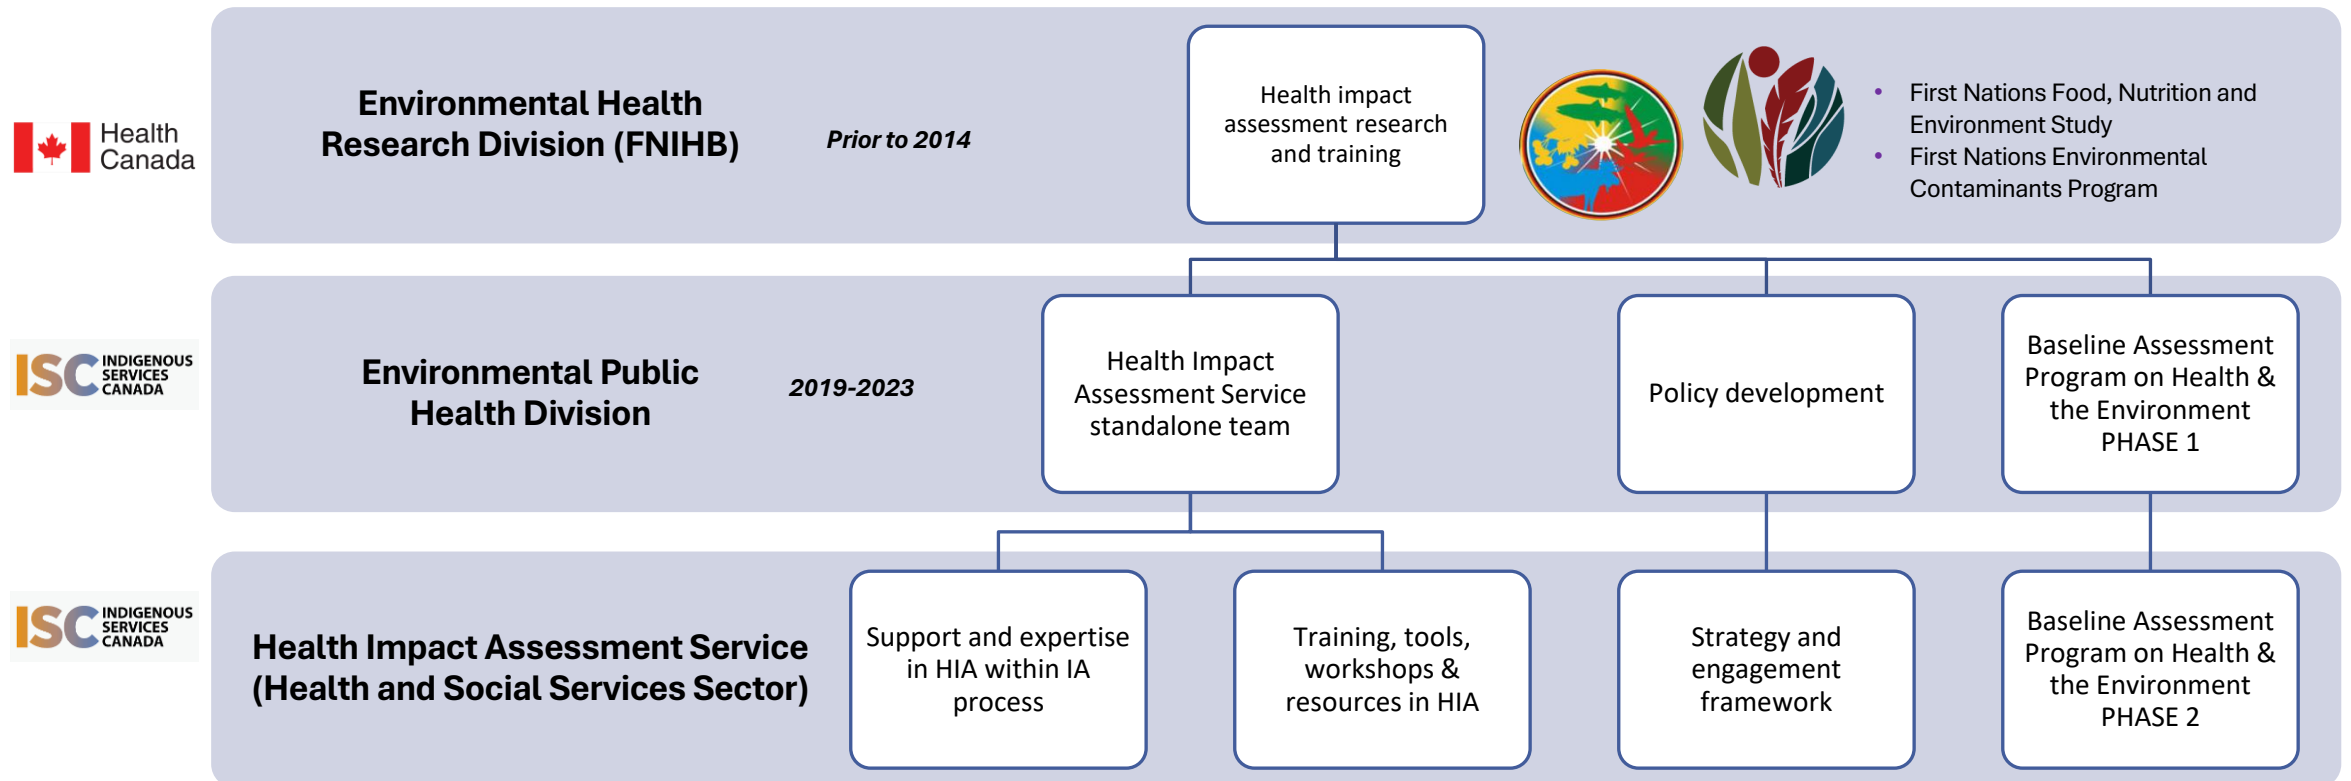 Health
Canada
Environmental Health
Research Division (FNIHB)
Prior to 2014
Health impact
assessment research
and training
• First Nations Food, Nutrition and
Environment Study
• First Nations Environmental
Contaminants Program
ISC INDIGENOUS
SERVICES
CANADA
Environmental Public
Health Division
2019-2023
Health Impact
Assessment Service
standalone team
Policy development
Baseline Assessment
Program on Health &
the Environment
PHASE 1
ISC INDIGENOUS
SERVICES
CANADA
Health Impact Assessment Service
(Health and Social Services Sector)
Support and expertise
in HIA within IA
process
Training, tools,
workshops &
resources in HIA
Strategy and
engagement
framework
Baseline Assessment
Program on Health &
the Environment
PHASE 2